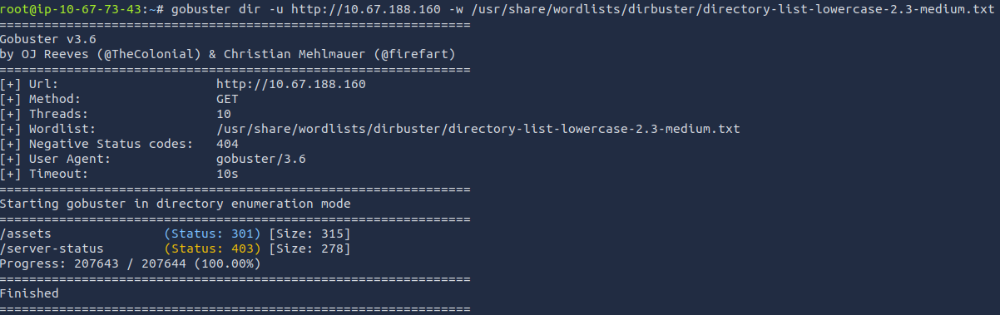 root@ip-10-67-73-43:~# gobuster dir -u http://10.67.188.160 -w /usr/share/wordlists/dirbuster/directory-list-lowercase-2.3-medium.txt
===============================================================
Gobuster v3.6
by OJ Reeves (@TheColonial) & Christian Mehlmauer (@firefart)
===============================================================
[+] Url:                     http://10.67.188.160
[+] Method:                  GET
[+] Threads:                 10
[+] Wordlist:                /usr/share/wordlists/dirbuster/directory-list-lowercase-2.3-medium.txt
[+] Negative Status codes:   404
[+] User Agent:              gobuster/3.6
[+] Timeout:                 10s
===============================================================
Starting gobuster in directory enumeration mode
===============================================================
/assets               (Status: 301) [Size: 315]
/server-status        (Status: 403) [Size: 278]
Progress: 207643 / 207644 (100.00%)
===============================================================
Finished
===============================================================